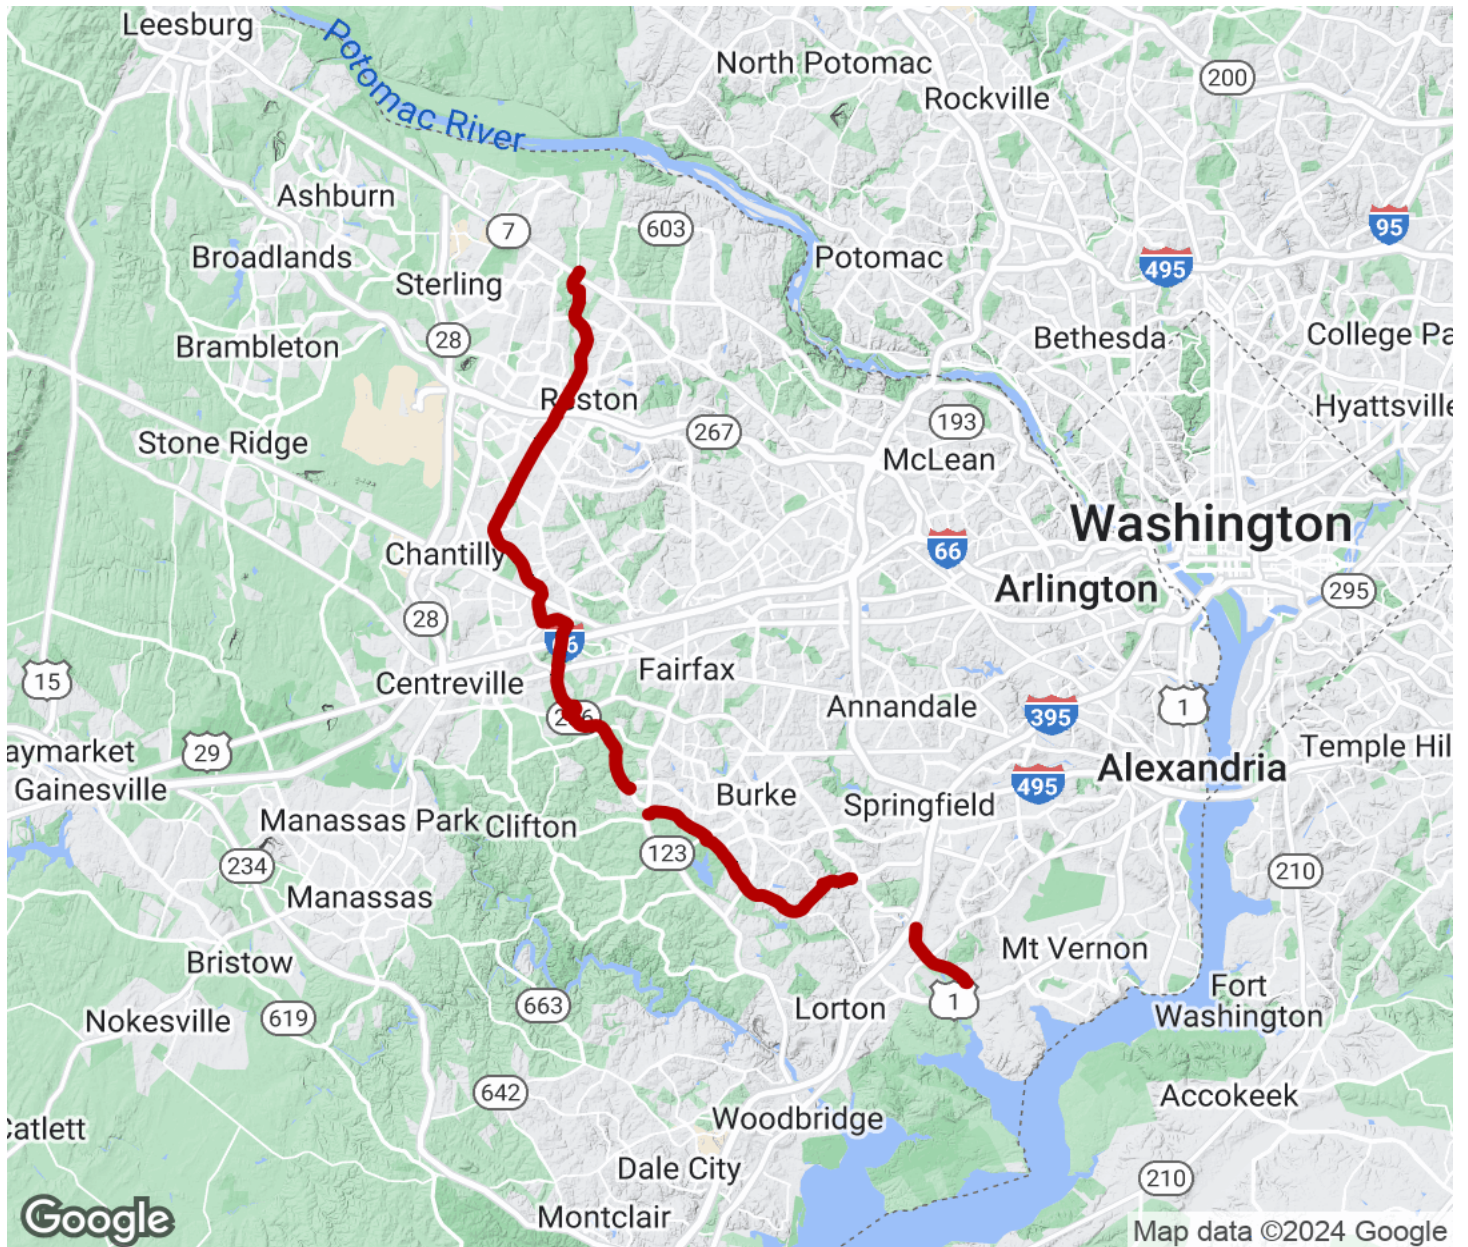 Leesburg
Potomac River
North Potomac
Rockville
200
Ashburn
7
603
95
Broadlands
Sterling
Potomac
495
Brambleton
28
Bethesda
College Pa
Reston
Hyattsville
193
267
Stone Ridge
McLean
Washington
Chantilly
66
Arlington
295
28
Fairfax
15
Centreville
Annandale
395
1
29
aymarket
Temple Hil
Gainesville
Burke
Springfield
495
Alexandria
Manassas Park
Clifton
123
234
210
Manassas
Mt Vernon
Bristow
Fort
Washington
663
1
Lorton
Nokesville
619
642
Accokeek
Catlett
Woodbridge
Dale City
210
Google
Montclair
Map data ©2024 Google